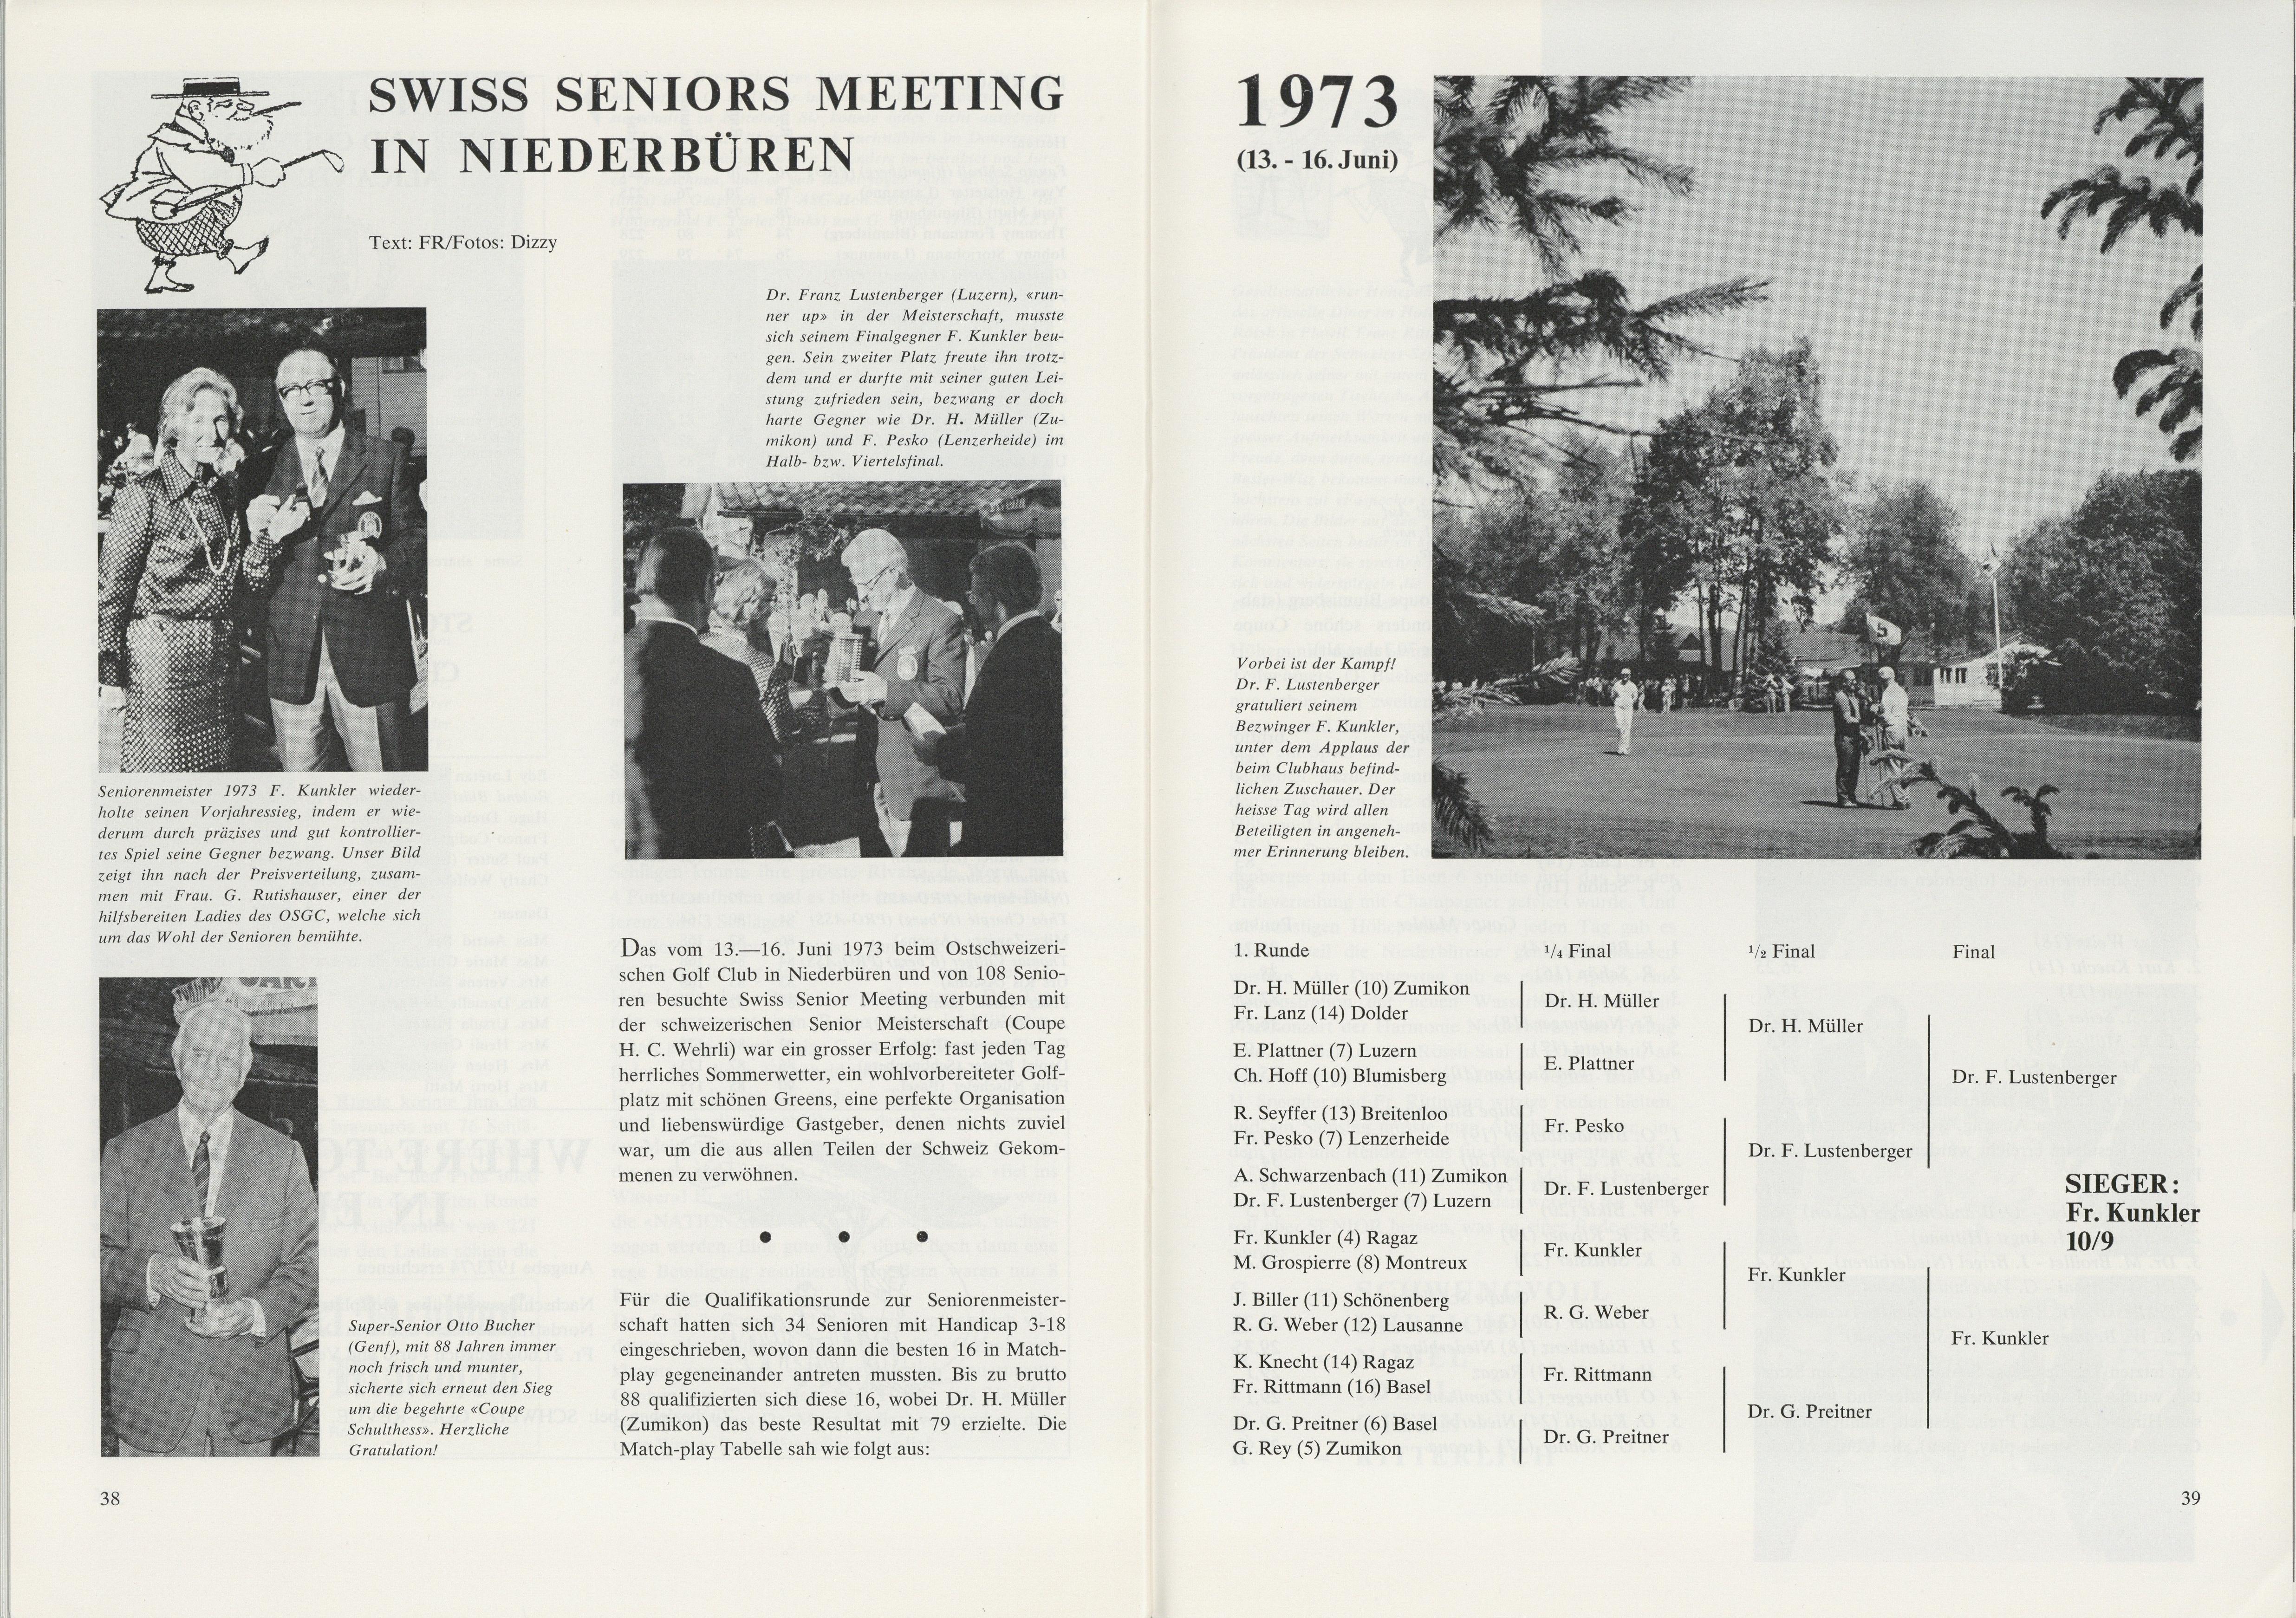 SWISS SENIORS MEETING
IN NIEDERBÜREN
Text: FR/Fotos: Dizzy
Dr. Franz Lustenberger (Luzern), «run-
ner up» in der Meisterschaft, musste
sich seinem Finalgegner F. Kunkler beu-
gen. Sein zweiter Platz freute ihn trotz-
dem und er durfte mit seiner guten Lei-
stung zufrieden sein, bezwang er doch
harte Gegner wie Dr. H. Müller (Zu-
mikon) und F. Pesko (Lenzerheide) im
Halb- bzw. Viertelsfinal.
Seniorenmeister 1973 F. Kunkler wieder-
holte seinen Vorjahressieg, indem er wie-
derum durch präzises und gut kontrollier-
tes Spiel seine Gegner bezwang. Unser Bild
zeigt ihn nach der Preisverteilung, zusam-
men mit Frau. G. Rutishauser, einer der
hilfsbereiten Ladies des OSGC, welche sich
um das Wohl der Senioren bemühte.
Super-Senior Otto Bucher
(Genf), mit 88 Jahren immer
noch frisch und munter,
sicherte sich erneut den Sieg
um die begehrte «Coupe
Schulthess». Herzliche
Gratulation!
Das vom 13.—16. Juni 1973 beim Ostschweizeri-
schen Golf Club in Niederbüren und von 108 Senio-
ren besuchte Swiss Senior Meeting verbunden mit
der schweizerischen Senior Meisterschaft (Coupe
H. C. Wehrli) war ein grosser Erfolg: fast jeden Tag
herrliches Sommerwetter, ein wohlvorbereiteter Golf-
platz mit schönen Greens, eine perfekte Organisation
und liebenswürdige Gastgeber, denen nichts zuviel
war, um die aus allen Teilen der Schweiz Gekom-
menen zu verwöhnen.
● ● ●
Für die Qualifikationsrunde zur Seniorenmeister-
schaft hatten sich 34 Senioren mit Handicap 3-18
eingeschrieben, wovon dann die besten 16 in Match-
play gegeneinander antreten mussten. Bis zu brutto
88 qualifizierten sich diese 16, wobei Dr. H. Müller
(Zumikon) das beste Resultat mit 79 erzielte. Die
Match-play Tabelle sah wie folgt aus:
38
1973
(13. - 16. Juni)
5
Vorbei ist der Kampf!
Dr. F. Lustenberger
gratuliert seinem
Bezwinger F. Kunkler,
unter dem Applaus der
beim Clubhaus befind-
lichen Zuschauer. Der
heisse Tag wird allen
Beteiligten in angeneh-
mer Erinnerung bleiben.
1. Runde
Dr. H. Müller (10) Zumikon
Fr. Lanz (14) Dolder
E. Plattner (7) Luzern
Ch. Hoff (10) Blumisberg
R. Seyffer (13) Breitenloo
Fr. Pesko (7) Lenzerheide
A. Schwarzenbach (11) Zumikon
Dr. F. Lustenberger (7) Luzern
Fr. Kunkler (4) Ragaz
M. Grospierre (8) Montreux
J. Biller (11) Schönenberg
R. G. Weber (12) Lausanne
K. Knecht (14) Ragaz
Fr. Rittmann (16) Basel
Dr. G. Preitner (6) Basel
G. Rey (5) Zumikon
1/4 Final
Dr. H. Müller
E. Plattner
Fr. Pesko
Dr. F. Lustenberger
Fr. Kunkler
R. G. Weber
Fr. Rittmann
Dr. G. Preitner
1/2 Final
Dr. H. Müller
Dr. F. Lustenberger
Fr. Kunkler
Dr. G. Preitner
Final
Dr. F. Lustenberger
Fr. Kunkler
SIEGER:
Fr. Kunkler
10/9
39